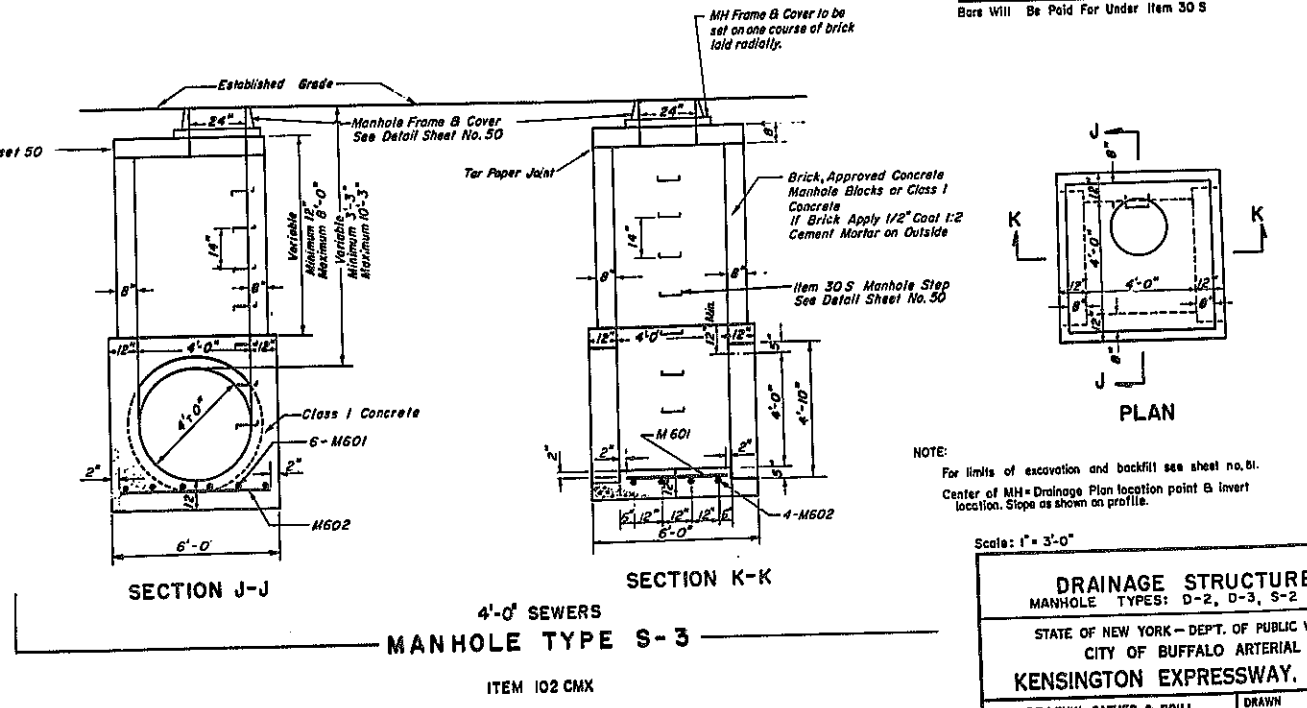 Bars Will Be Paid For Under Item 30 S
MH Frame & Cover to be
set on one course of brick
laid radially.
Established Grade
24"
Manhole Frame & Cover
See Detail Sheet No. 50
24"
8"
set 50
Tar Paper Joint
Brick, Approved Concrete
Manhole Blocks or Class 1
Concrete
If Brick Apply 1/2" Coat 1:2
Cement Mortar on Outside
14"
Variable
Minimum 12"
Maximum 8'-0"
Variable
Minimum 3'-3"
Maximum 10'-3"
8"
8"
14"
8"
8"
Item 30 S Manhole Step
See Detail Sheet No. 50
12" Min.
12"
4'-0"
12"
12"
4'-0"
12"
5"
4'-0"
4'-10"
5"
4'-0"
Class 1 Concrete
6-M601
2"
2"
12"
M602
6'-0"
M601
2"
2"
2"
12"
5"
12"
12"
12"
6"
4-M602
6'-0"
SECTION J-J
SECTION K-K
4'-0" SEWERS
MANHOLE TYPE S-3
ITEM 102 CMX
J
8"
12"
K
K
4'-0"
12"
4'-0"
12"
8"
8"
12"
8"
J
PLAN
NOTE:
For limits of excavation and backfill see sheet no. 81.
Center of MH = Drainage Plan location point & invert
location. Slope as shown on profile.
Scale: 1" = 3'-0"
DRAINAGE STRUCTURE
MANHOLE TYPES: D-2, D-3, S-2
STATE OF NEW YORK - DEP'T. OF PUBLIC
CITY OF BUFFALO ARTERIAL
KENSINGTON EXPRESSWAY.
DRAWN